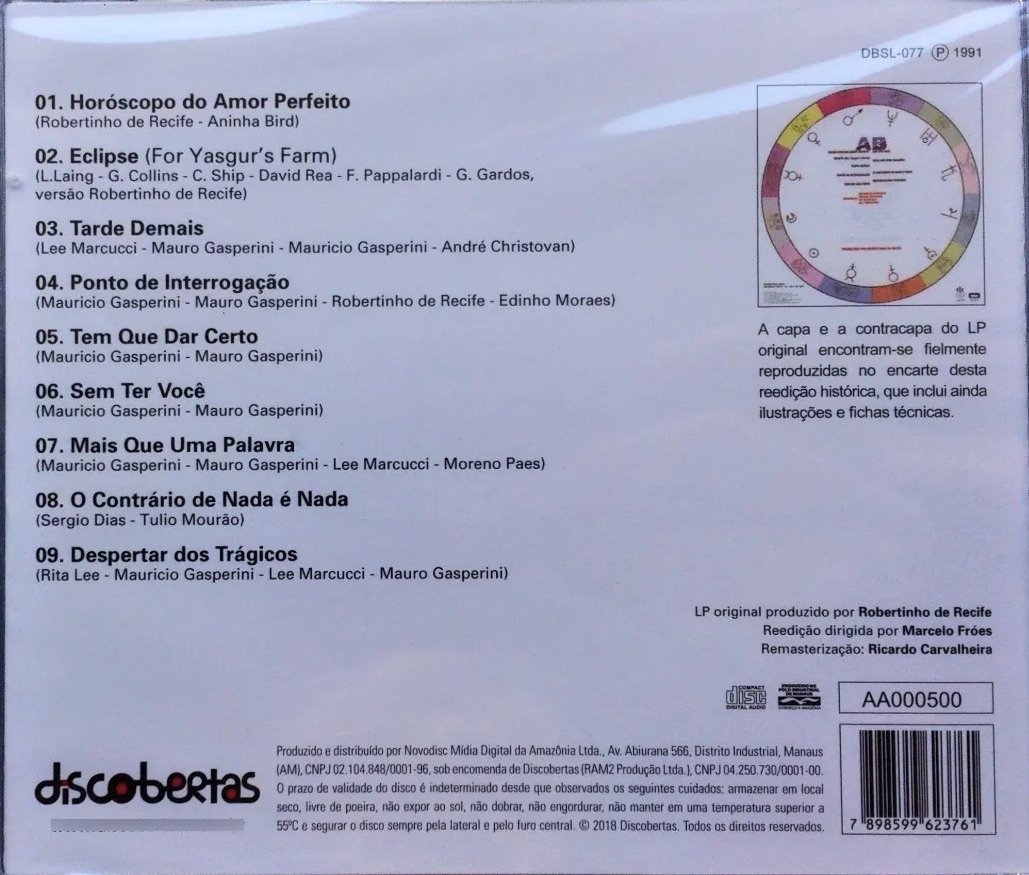 DBSL-077 Ⓟ 1991
01. Horóscopo do Amor Perfeito
(Robertinho de Recife - Aninha Bird)
02. Eclipse (For Yasgur's Farm)
(L.Laing - G. Collins - C. Ship - David Rea - F. Pappalardi - G. Gardos,
versão Robertinho de Recife)
03. Tarde Demais
(Lee Marcucci - Mauro Gasperini - Mauricio Gasperini - André Christovan)
04. Ponto de Interrogação
(Mauricio Gasperini - Mauro Gasperini - Robertinho de Recife - Edinho Moraes)
05. Tem Que Dar Certo
(Mauricio Gasperini - Mauro Gasperini)
06. Sem Ter Você
(Mauricio Gasperini - Mauro Gasperini)
07. Mais Que Uma Palavra
(Mauricio Gasperini - Mauro Gasperini - Lee Marcucci - Moreno Paes)
08. O Contrário de Nada é Nada
(Sergio Dias - Tulio Mourão)
09. Despertar dos Trágicos
(Rita Lee - Mauricio Gasperini - Lee Marcucci - Mauro Gasperini)
AB
A capa e a contracapa do LP
original encontram-se fielmente
reproduzidas no encarte desta
reedição histórica, que inclui ainda
ilustrações e fichas técnicas.
LP original produzido por Robertinho de Recife
Reedição dirigida por Marcelo Fróes
Remasterização: Ricardo Carvalheira
COMPACT
disc
DIGITAL AUDIO
PRODUZIDO NO
PÓLO INDUSTRIAL
DE MANAUS
CONHEÇA A AMAZÔNIA
AA000500
discobertas
Produzido e distribuído por Novodisc Mídia Digital da Amazônia Ltda., Av. Abiurana 566, Distrito Industrial, Manaus
(AM), CNPJ 02.104.848/0001-96, sob encomenda de Discobertas (RAM2 Produção Ltda.), CNPJ 04.250.730/0001-00.
O prazo de validade do disco é indeterminado desde que observados os seguintes cuidados: armazenar em local
seco, livre de poeira, não expor ao sol, não dobrar, não engordurar, não manter em uma temperatura superior a
55ºC e segurar o disco sempre pela lateral e pelo furo central. © 2018 Discobertas. Todos os direitos reservados.
7 898599 623761